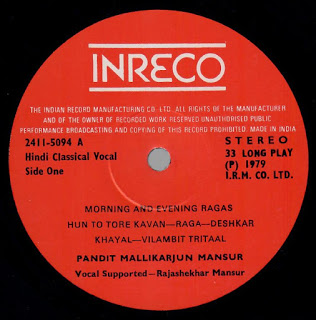 INRECO
THE INDIAN RECORD MANUFACTURING CO. LTD. ALL RIGHTS OF THE MANUFACTURER
AND OF THE OWNER OF RECORDED WORK RESERVED UNAUTHORISED PUBLIC
PERFORMANCE BROADCASTING AND COPYING OF THIS RECORD PROHIBITED. MADE IN INDIA
2411-5094 A
Hindi Classical Vocal
Side One
STEREO
33 LONG PLAY
(P) 1979
I.R.M. CO. LTD.
MORNING AND EVENING RAGAS
HUN TO TORE KAVAN—RAGA—DESHKAR
KHAYAL—VILAMBIT TRITAAL
PANDIT MALLIKARJUN MANSUR
Vocal Supported—Rajashekhar Mansur